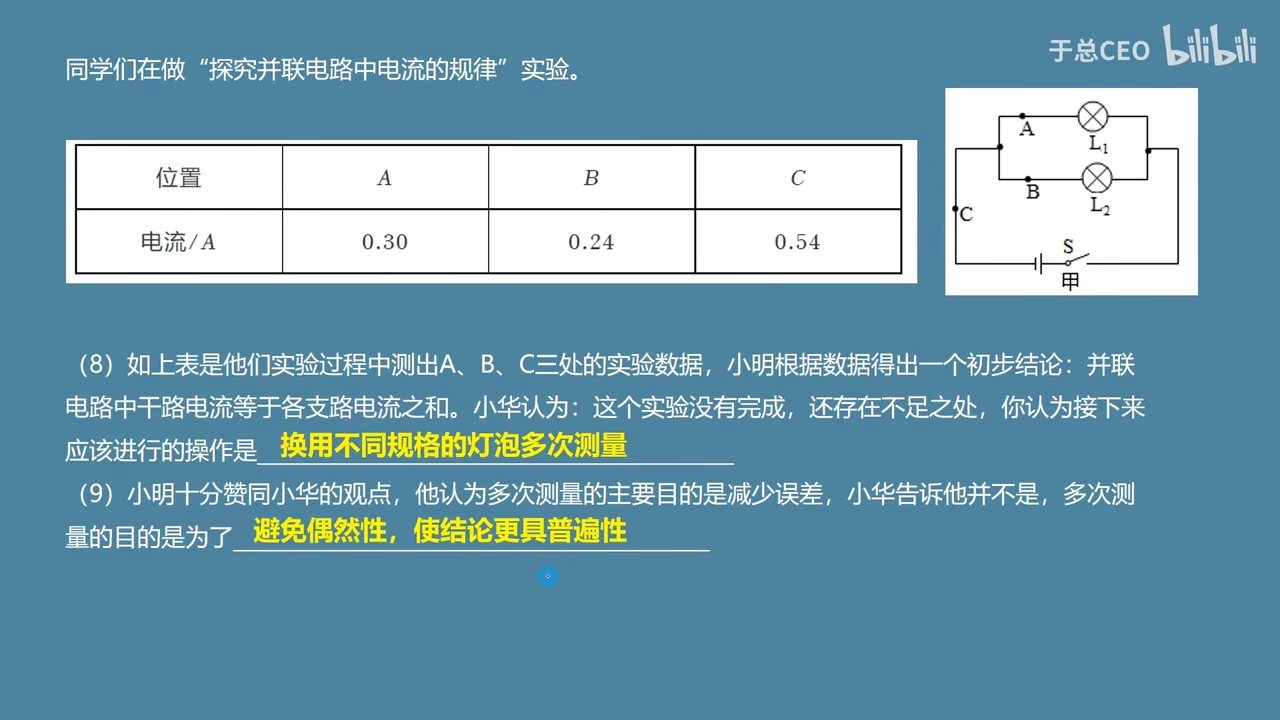 于总CEO bilibili
同学们在做“探究并联电路中电流的规律”实验。
位置 A B C
电流/A 0.30 0.24 0.54
A
L1
B
L2
C
S
甲
（8）如上表是他们实验过程中测出A、B、C三处的实验数据，小明根据数据得出一个初步结论：并联
电路中干路电流等于各支路电流之和。小华认为：这个实验没有完成，还存在不足之处，你认为接下来
应该进行的操作是换用不同规格的灯泡多次测量
（9）小明十分赞同小华的观点，他认为多次测量的主要目的是减少误差，小华告诉他并不是，多次测
量的目的是为了避免偶然性，使结论更具普遍性